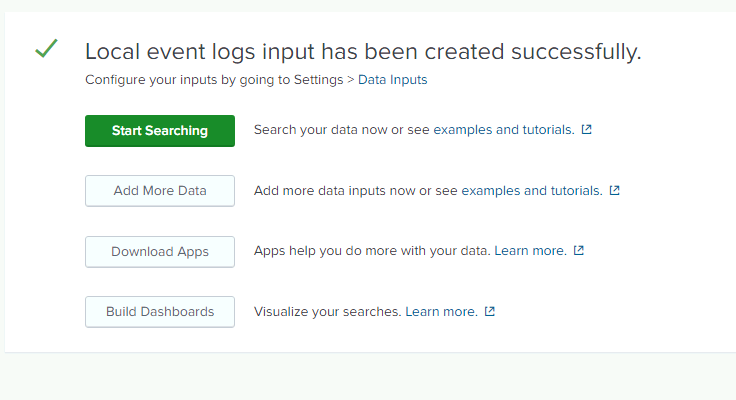 Local event logs input has been created successfully.
Configure your inputs by going to Settings > Data Inputs
Start Searching
Search your data now or see examples and tutorials.
Add More Data
Add more data inputs now or see examples and tutorials.
Download Apps
Apps help you do more with your data. Learn more.
Build Dashboards
Visualize your searches. Learn more.